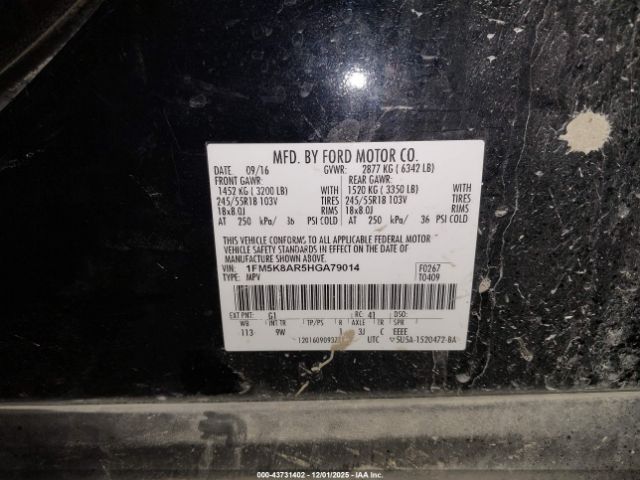 MFD. BY FORD MOTOR CO.
DATE 09/16 GVWR: 2877 KG ( 6342 LB)
FRONT GAWR: REAR GAWR:
1452 KG ( 3200 LB) WITH 1520 KG ( 3350 LB) WITH
245/55R18 103V TIRES 245/55R18 103V TIRES
18x8.0J RIMS 18x8.0J RIMS
AT 250 kPa/ 36 PSI COLD AT 250 kPa/ 36 PSI COLD
THIS VEHICLE CONFORMS TO ALL APPLICABLE FEDERAL MOTOR
VEHICLE SAFETY STANDARDS IN EFFECT ON THE DATE OF
MANUFACTURE SHOWN ABOVE.
VIN: 1FM5K8AR5HGA79014 F0267
TYPE: MPV T0409
EXT PNT: G1 RC: 41 DSO:
WB INT TR TP/PS R AXLE TR SPR
113 9W 1 3J C EEEE
UTC 5U5A-1520472-BA
000-43731402 12/01/2025 IAA Inc.